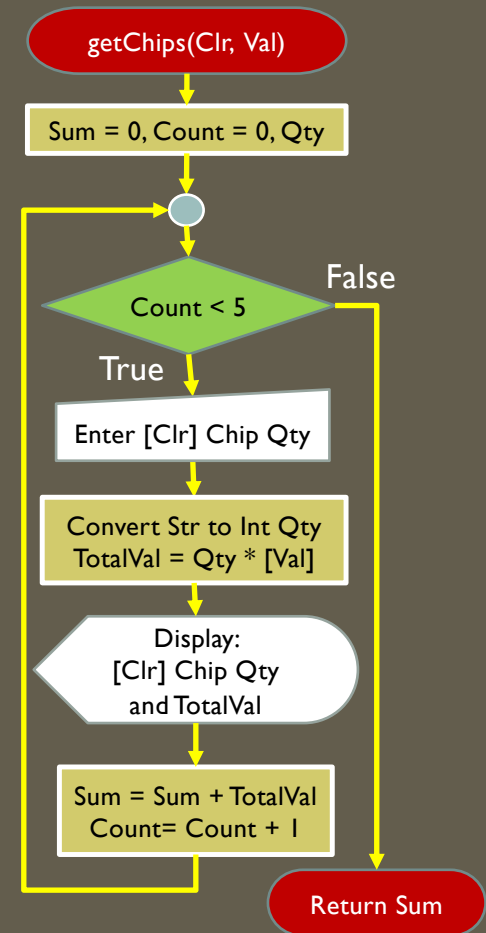 getChips(Clr, Val)
Sum = 0, Count = 0, Qty
Count < 5
False
True
Enter [Clr] Chip Qty
Convert Str to Int Qty
TotalVal = Qty * [Val]
Display:
[Clr] Chip Qty
and TotalVal
Sum = Sum + TotalVal
Count= Count + 1
Return Sum